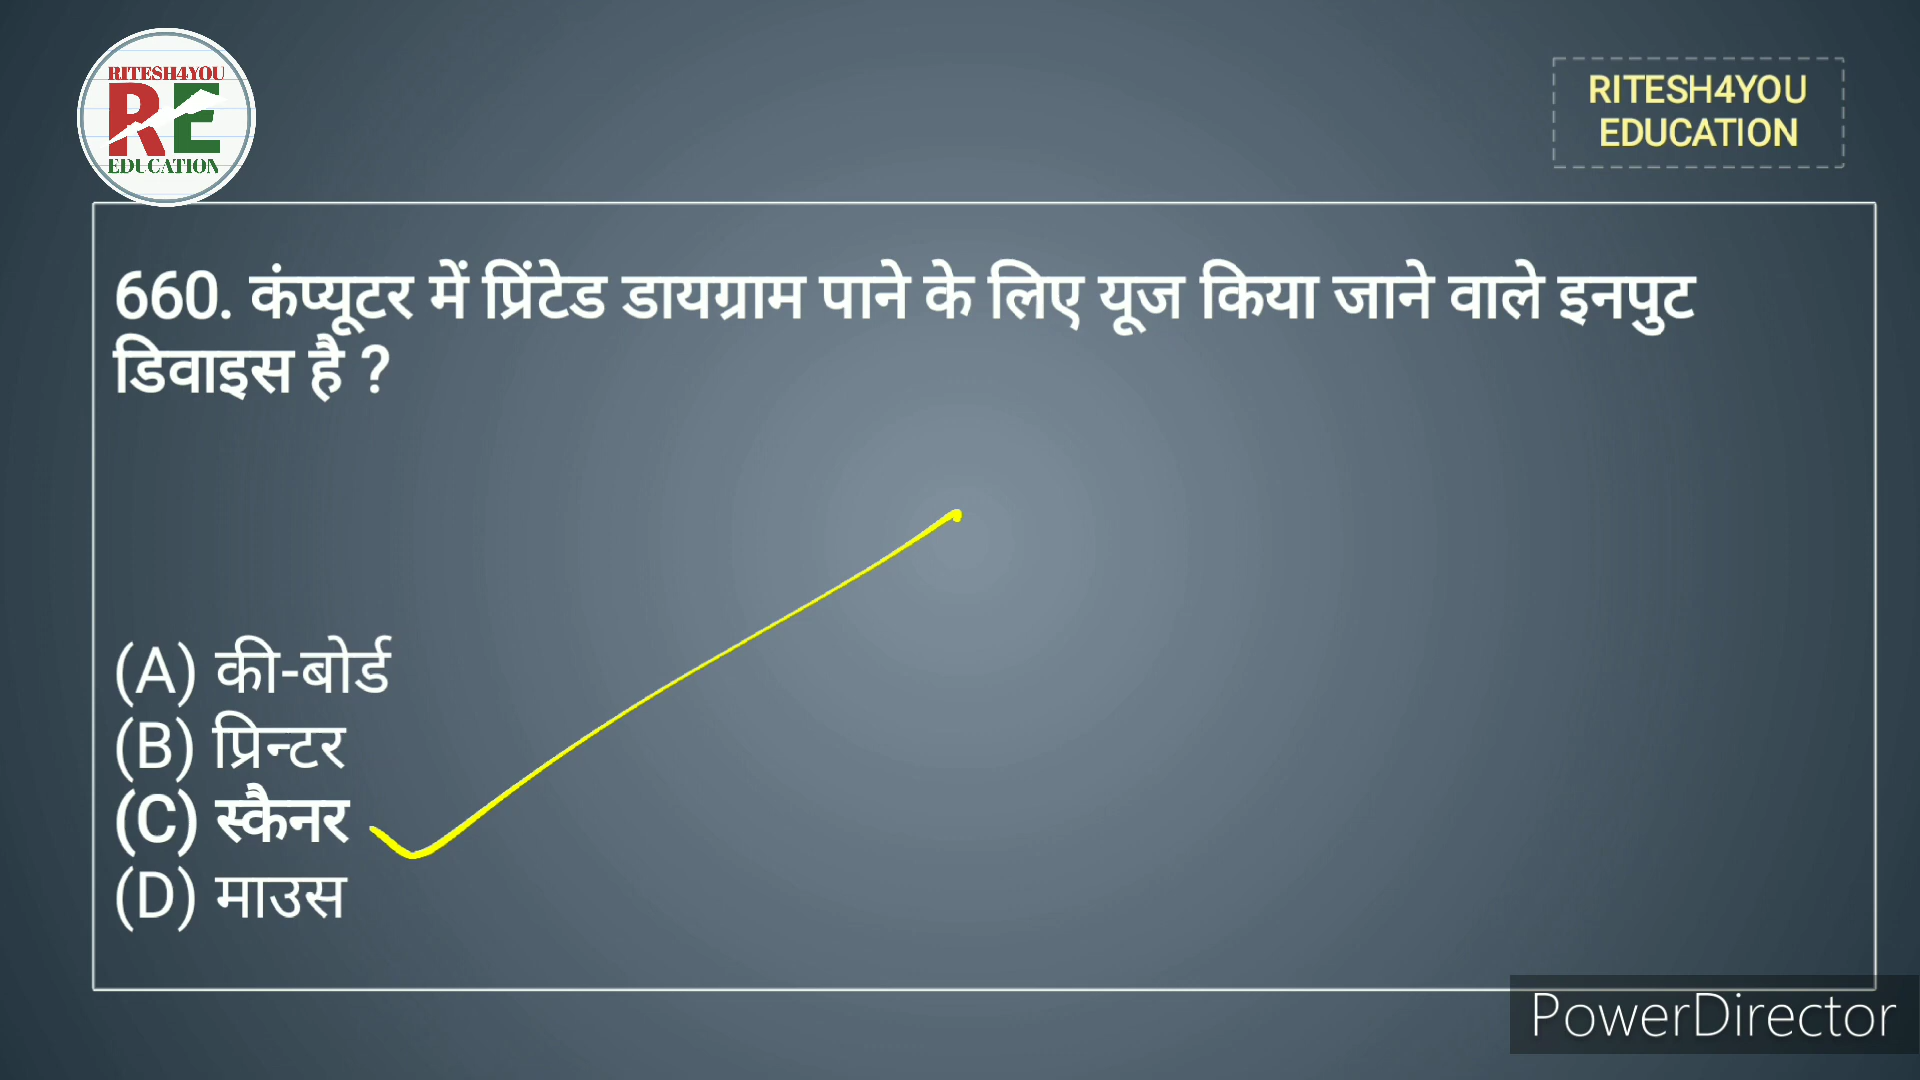 RITESH4YOU
RE
EDUCATION
RITESH4YOU
EDUCATION
660. कंप्यूटर में प्रिंटेड डायग्राम पाने के लिए यूज किया जाने वाले इनपुट
डिवाइस है ?
(A) की-बोर्ड
(B) प्रिन्टर
(C) स्कैनर
(D) माउस
PowerDirector